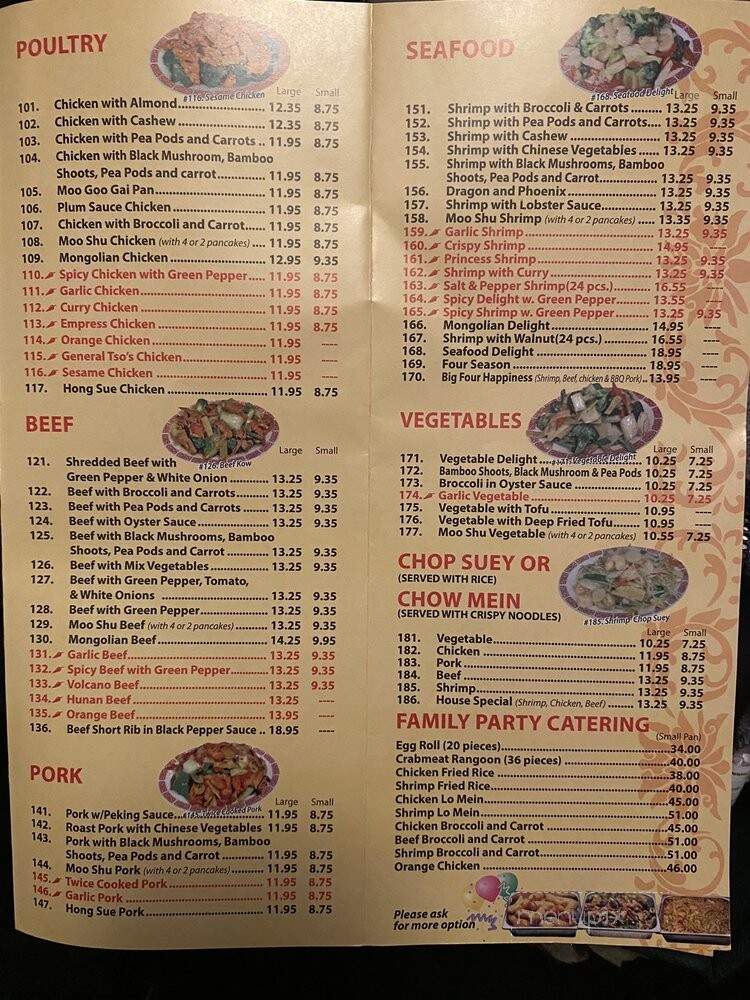 POULTRY
#116: Sesame Chicken
Large Small
101. Chicken with Almond 12.35 8.75
102. Chicken with Cashew 12.35 8.75
103. Chicken with Pea Pods and Carrots .. 11.95 8.75
104. Chicken with Black Mushroom, Bamboo
Shoots, Pea Pods and carrot 11.95 8.75
105. Moo Goo Gai Pan 11.95 8.75
106. Plum Sauce Chicken 11.95 8.75
107. Chicken with Broccoli and Carrot 11.95 8.75
108. Moo Shu Chicken (with 4 or 2 pancakes) 11.95 8.75
109. Mongolian Chicken 12.95 9.35
110. Spicy Chicken with Green Pepper 11.95 8.75
111. Garlic Chicken 11.95 8.75
112. Curry Chicken 11.95 8.75
113. Empress Chicken 11.95 8.75
114. Orange Chicken 11.95 ----
115. General Tso's Chicken 11.95 ----
116. Sesame Chicken 11.95 ----
117. Hong Sue Chicken 11.95 8.75
BEEF
#126: Beef Kow
Large Small
121. Shredded Beef with
Green Pepper & White Onion 13.25 9.35
122. Beef with Broccoli and Carrots 13.25 9.35
123. Beef with Pea Pods and Carrots 13.25 9.35
124. Beef with Oyster Sauce 13.25 9.35
125. Beef with Black Mushrooms, Bamboo
Shoots, Pea Pods and Carrot 13.25 9.35
126. Beef with Mix Vegetables 13.25 9.35
127. Beef with Green Pepper, Tomato,
& White Onions 13.25 9.35
128. Beef with Green Pepper 13.25 9.35
129. Moo Shu Beef (with 4 or 2 pancakes) 13.25 9.35
130. Mongolian Beef 14.25 9.95
131. Garlic Beef 13.25 9.35
132. Spicy Beef with Green Pepper 13.25 9.35
133. Volcano Beef 13.25 9.35
134. Hunan Beef 13.25 ----
135. Orange Beef 13.95 ----
136. Beef Short Rib in Black Pepper Sauce .. 18.95 ----
PORK
#145: Twice Cooked Pork
Large Small
141. Pork w/Peking Sauce 11.95 8.75
142. Roast Pork with Chinese Vegetables 11.95 8.75
143. Pork with Black Mushrooms, Bamboo
Shoots, Pea Pods and Carrot 11.95 8.75
144. Moo Shu Pork (with 4 or 2 pancakes) 11.95 8.75
145. Twice Cooked Pork 11.95 8.75
146. Garlic Pork 11.95 8.75
147. Hong Sue Pork 11.95 8.75
SEAFOOD
#168: Seafood Delight
Large Small
151. Shrimp with Broccoli & Carrots 13.25 9.35
152. Shrimp with Pea Pods and Carrots 13.25 9.35
153. Shrimp with Cashew 13.25 9.35
154. Shrimp with Chinese Vegetables 13.25 9.35
155. Shrimp with Black Mushrooms, Bamboo
Shoots, Pea Pods and Carrot 13.25 9.35
156. Dragon and Phoenix 13.25 9.35
157. Shrimp with Lobster Sauce 13.25 9.35
158. Moo Shu Shrimp (with 4 or 2 pancakes) 13.35 9.35
159. Garlic Shrimp 13.25 9.35
160. Crispy Shrimp 14.95 ----
161. Princess Shrimp 13.25 9.35
162. Shrimp with Curry 13.25 9.35
163. Salt & Pepper Shrimp(24 pcs.) 16.55 ----
164. Spicy Delight w. Green Pepper 13.55 ----
165. Spicy Shrimp w. Green Pepper 13.25 9.35
166. Mongolian Delight 14.95 ----
167. Shrimp with Walnut(24 pcs.) 16.55 ----
168. Seafood Delight 18.95 ----
169. Four Season 18.95 ----
170. Big Four Happiness (Shrimp, Beef, chicken & BBQ Pork) .. 13.95 ----
VEGETABLES
#171: Vegetable Delight
Large Small
171. Vegetable Delight 10.25 7.25
172. Bamboo Shoots, Black Mushroom & Pea Pods 10.25 7.25
173. Broccoli in Oyster Sauce 10.25 7.25
174. Garlic Vegetable 10.25 7.25
175. Vegetable with Tofu 10.95 ----
176. Vegetable with Deep Fried Tofu 10.95 ----
177. Moo Shu Vegetable (with 4 or 2 pancakes) 10.55 7.25
CHOP SUEY OR
(SERVED WITH RICE)
CHOW MEIN
(SERVED WITH CRISPY NOODLES)
#185: Shrimp Chop Suey
Large Small
181. Vegetable 10.25 7.25
182. Chicken 11.95 8.75
183. Pork 11.95 8.75
184. Beef 13.25 9.35
185. Shrimp 13.25 9.35
186. House Special (Shrimp, Chicken, Beef) 13.25 9.35
FAMILY PARTY CATERING
(Small Pan)
Egg Roll (20 pieces) 34.00
Crabmeat Rangoon (36 pieces) 40.00
Chicken Fried Rice 38.00
Shrimp Fried Rice 40.00
Chicken Lo Mein 45.00
Shrimp Lo Mein 51.00
Chicken Broccoli and Carrot 45.00
Beef Broccoli and Carrot 51.00
Shrimp Broccoli and Carrot 51.00
Orange Chicken 46.00
Please ask
for more option
my menupix